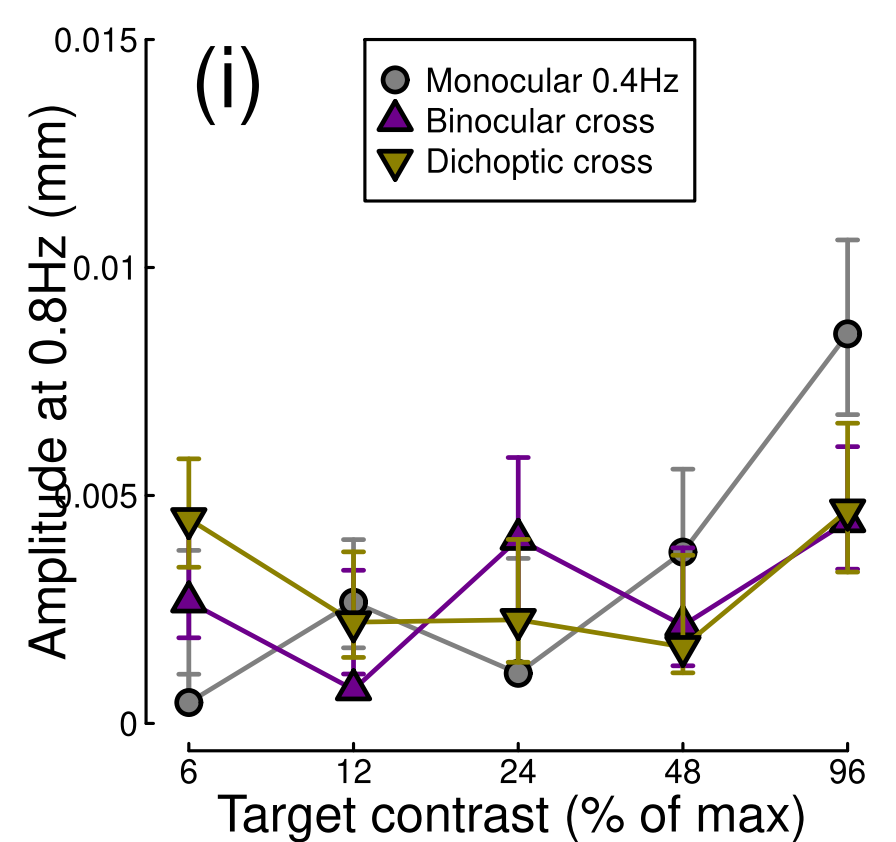 0.015
(i)
Monocular 0.4Hz
Binocular cross
Dichoptic cross
Amplitude at 0.8Hz (mm)
0.01
0.005
0
6 12 24 48 96
Target contrast (% of max)